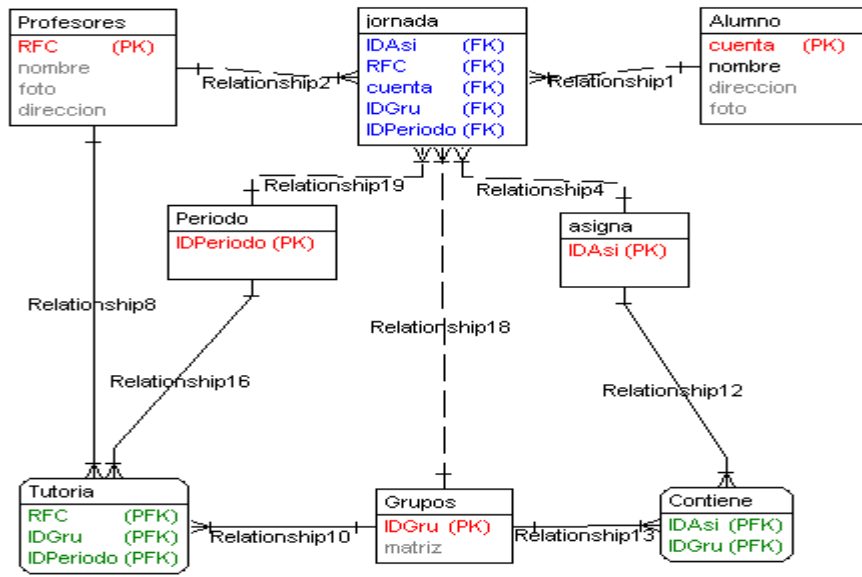 Profesores
RFC (PK)
nombre
foto
direccion
jornada
IDAsi (FK)
RFC (FK)
cuenta (FK)
IDGru (FK)
IDPeriodo (FK)
Alumno
cuenta (PK)
nombre
direccion
foto
Relationship2
Relationship1
Relationship19
Relationship4
Periodo
IDPeriodo (PK)
asigna
IDAsi (PK)
Relationship8
Relationship18
Relationship16
Relationship12
Tutoria
RFC (PFK)
IDGru (PFK)
IDPeriodo (PFK)
Relationship10
Grupos
IDGru (PK)
matriz
Relationship13
Contiene
IDAsi (PFK)
IDGru (PFK)